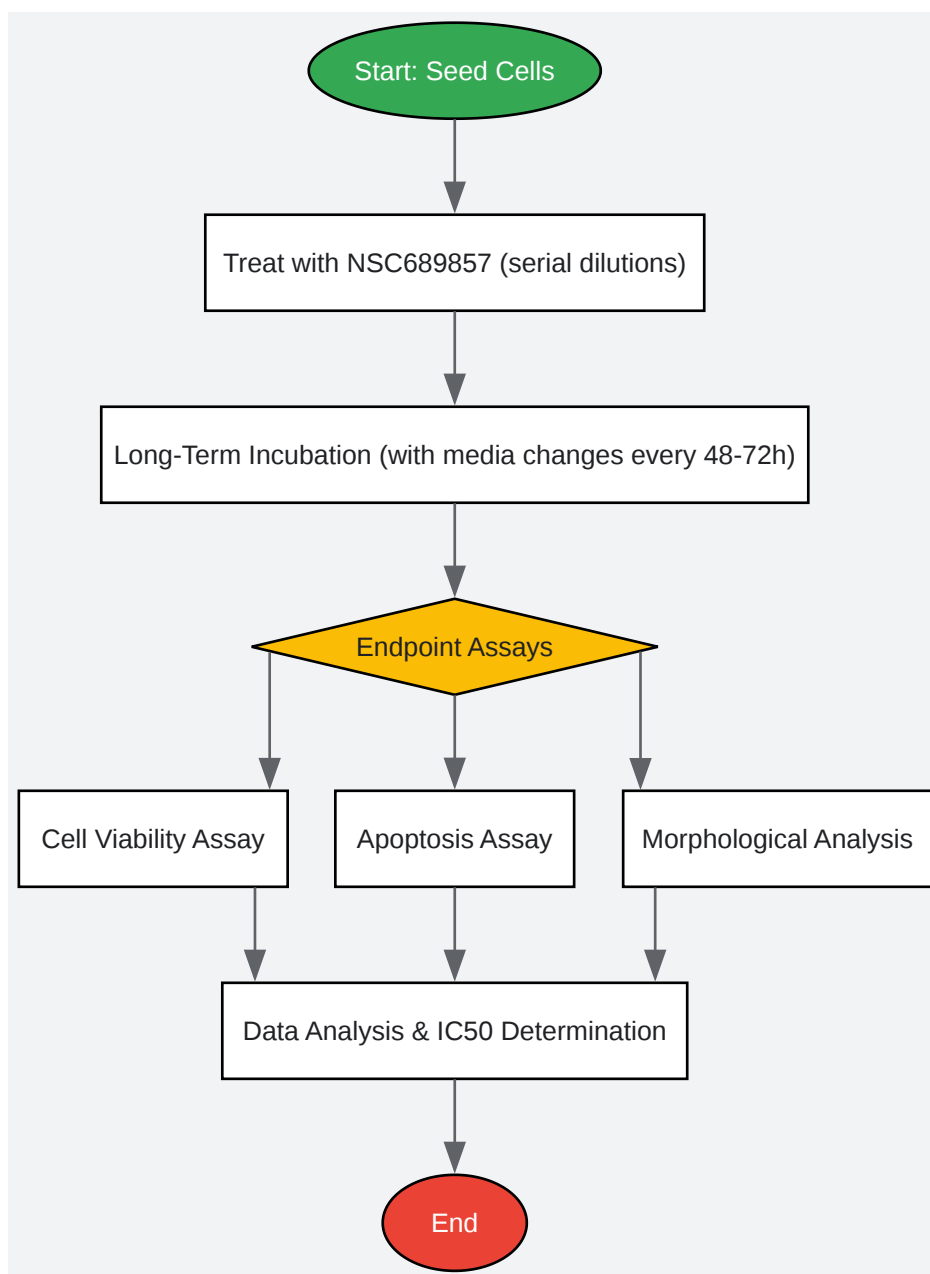 Start: Seed Cells
Treat with NSC689857 (serial dilutions)
Long-Term Incubation (with media changes every 48-72h)
Endpoint Assays
Cell Viability Assay
Apoptosis Assay
Morphological Analysis
Data Analysis & IC50 Determination
End